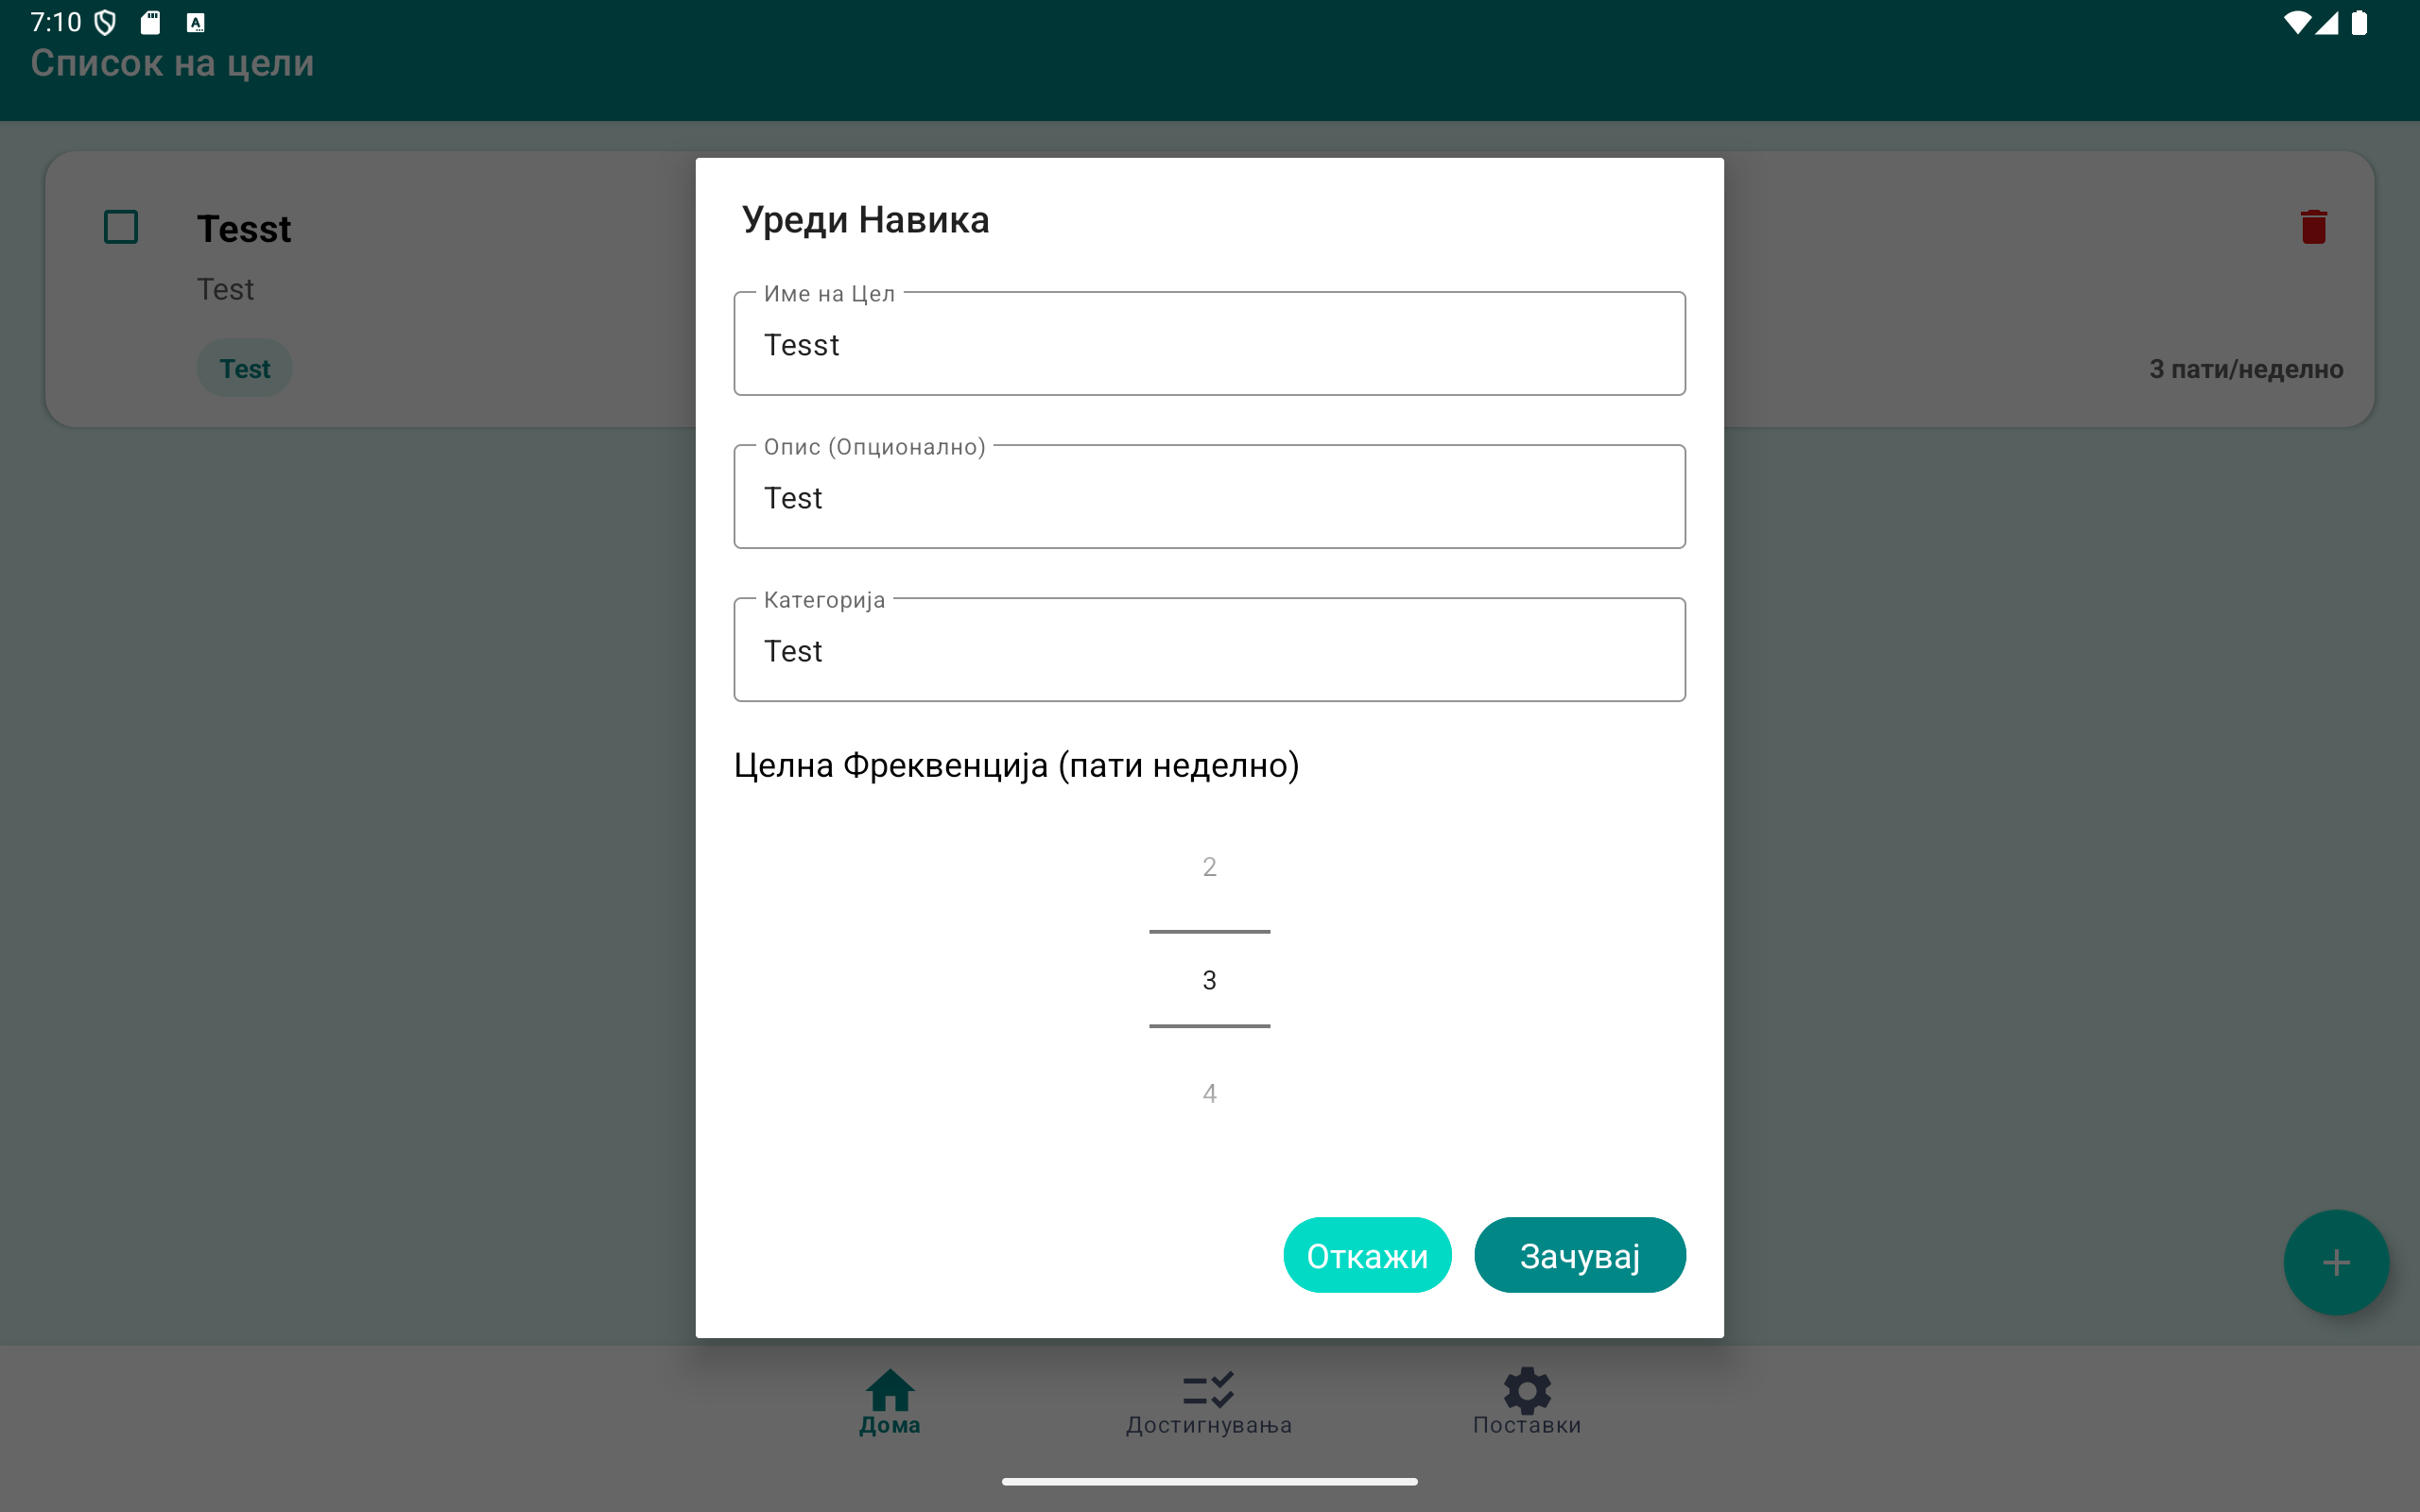 7:10
Список на цели
Tesst
Test
Test
3 пати/неделно
Уреди Навика
Име на Цел
Tesst
Опис (Опционално)
Test
Категорија
Test
Целна Фреквенција (пати неделно)
2
3
4
Откажи
Зачувај
Дома
Достигнувања
Поставки